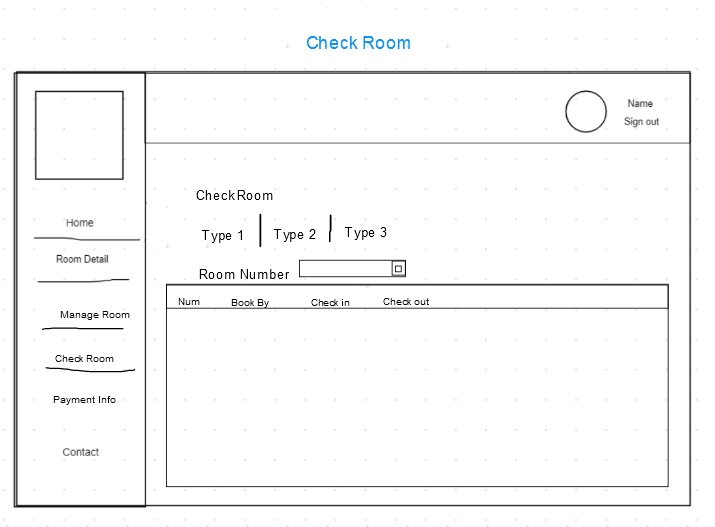 Check Room
Name
Sign out
Home
Room Detail
Manage Room
Check Room
Payment Info
Contact
CheckRoom
Type 1
Type 2
Type 3
Room Number
Num Book By Check in Check out